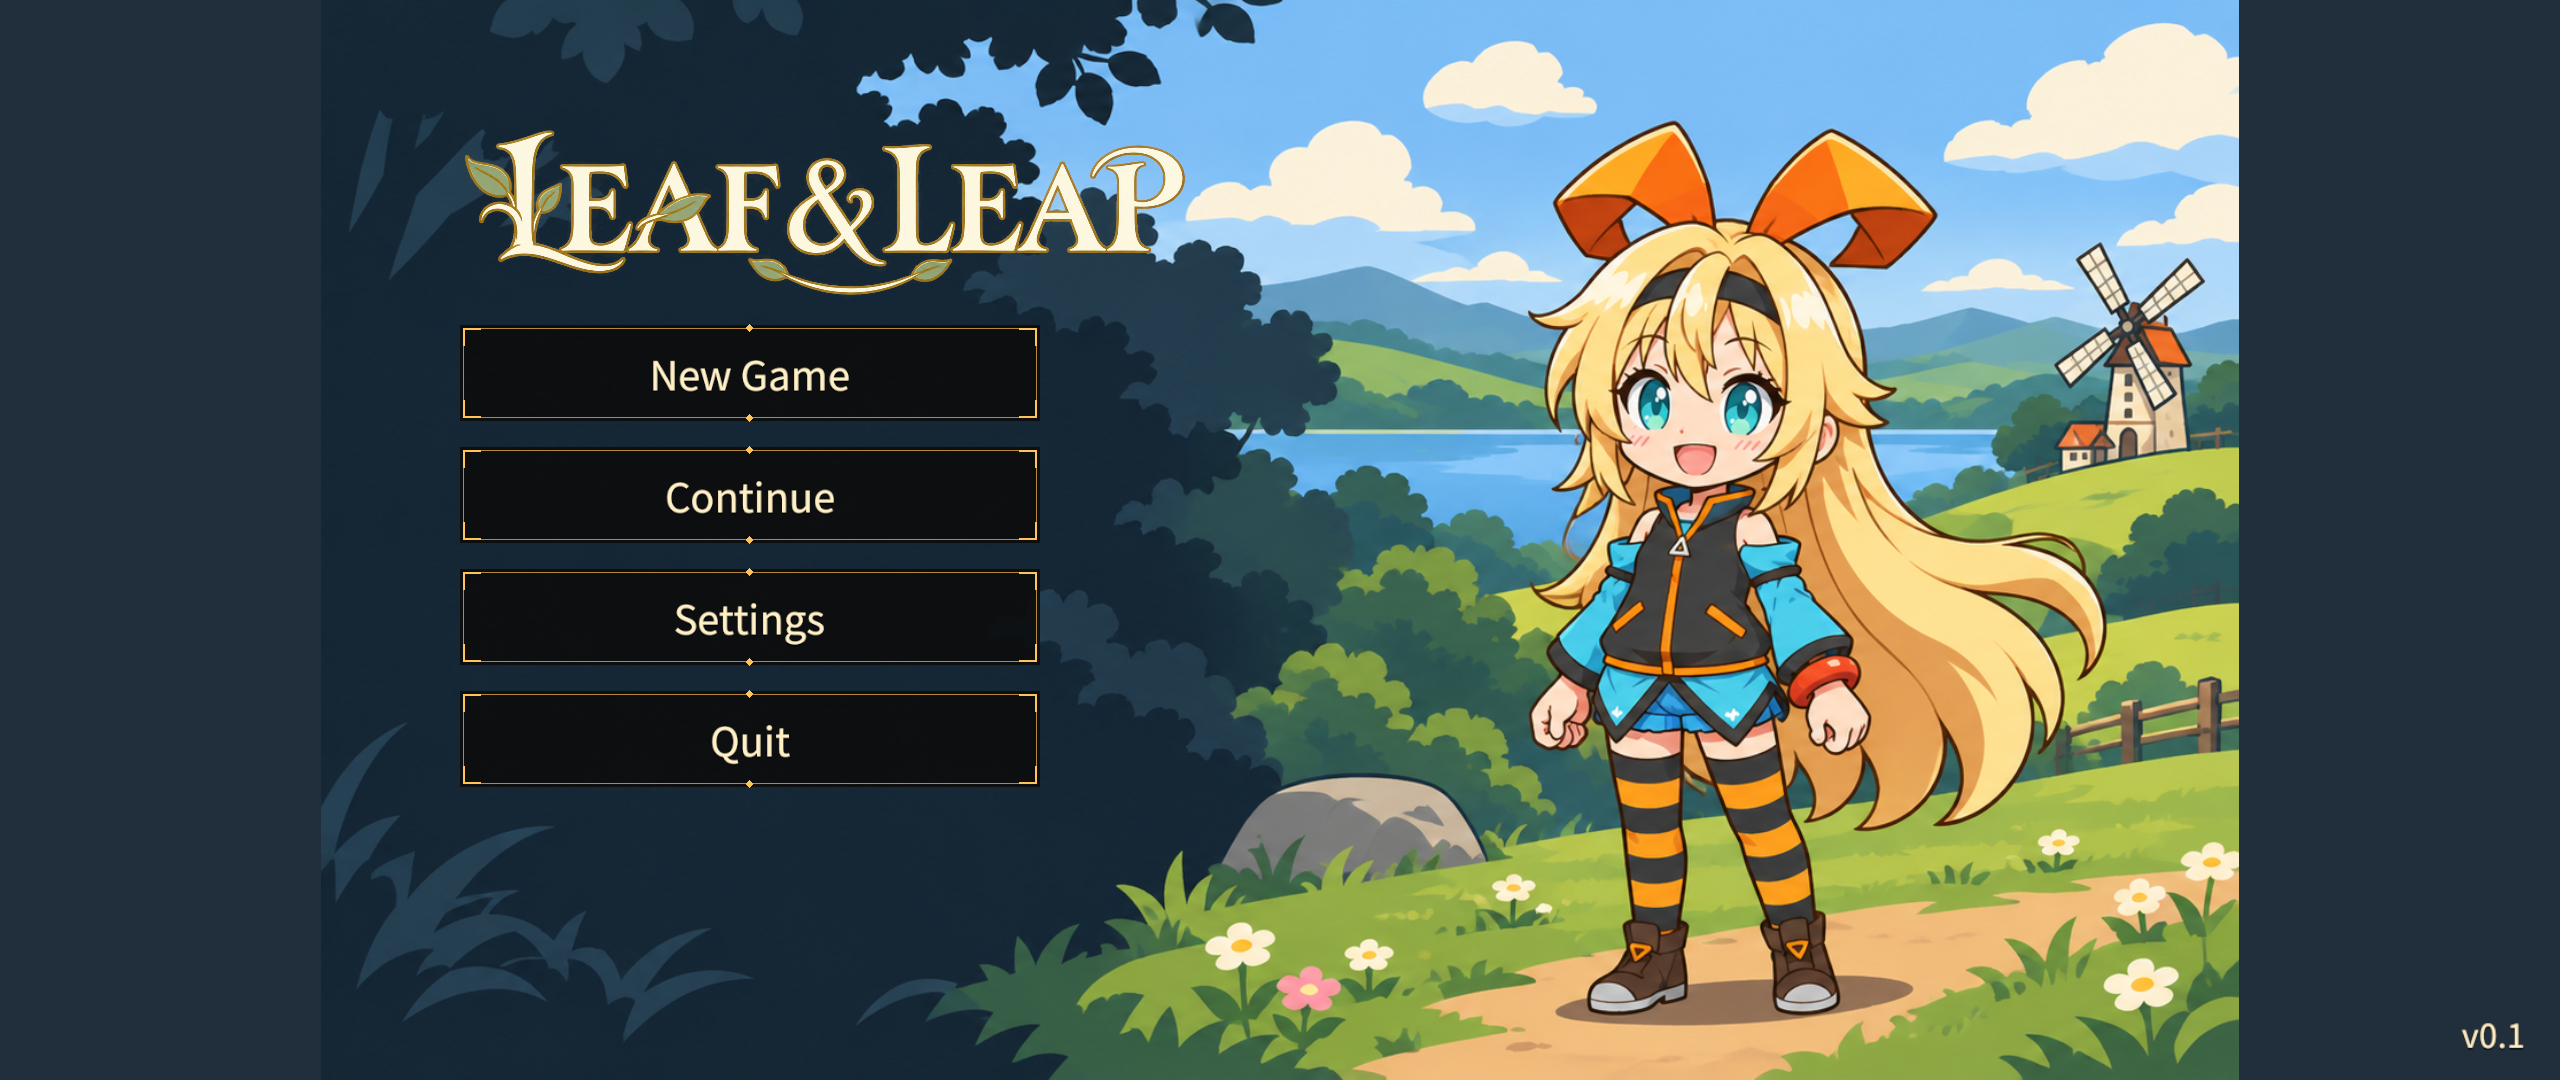 LEAF & LEAP
New Game
Continue
Settings
Quit
v0.1